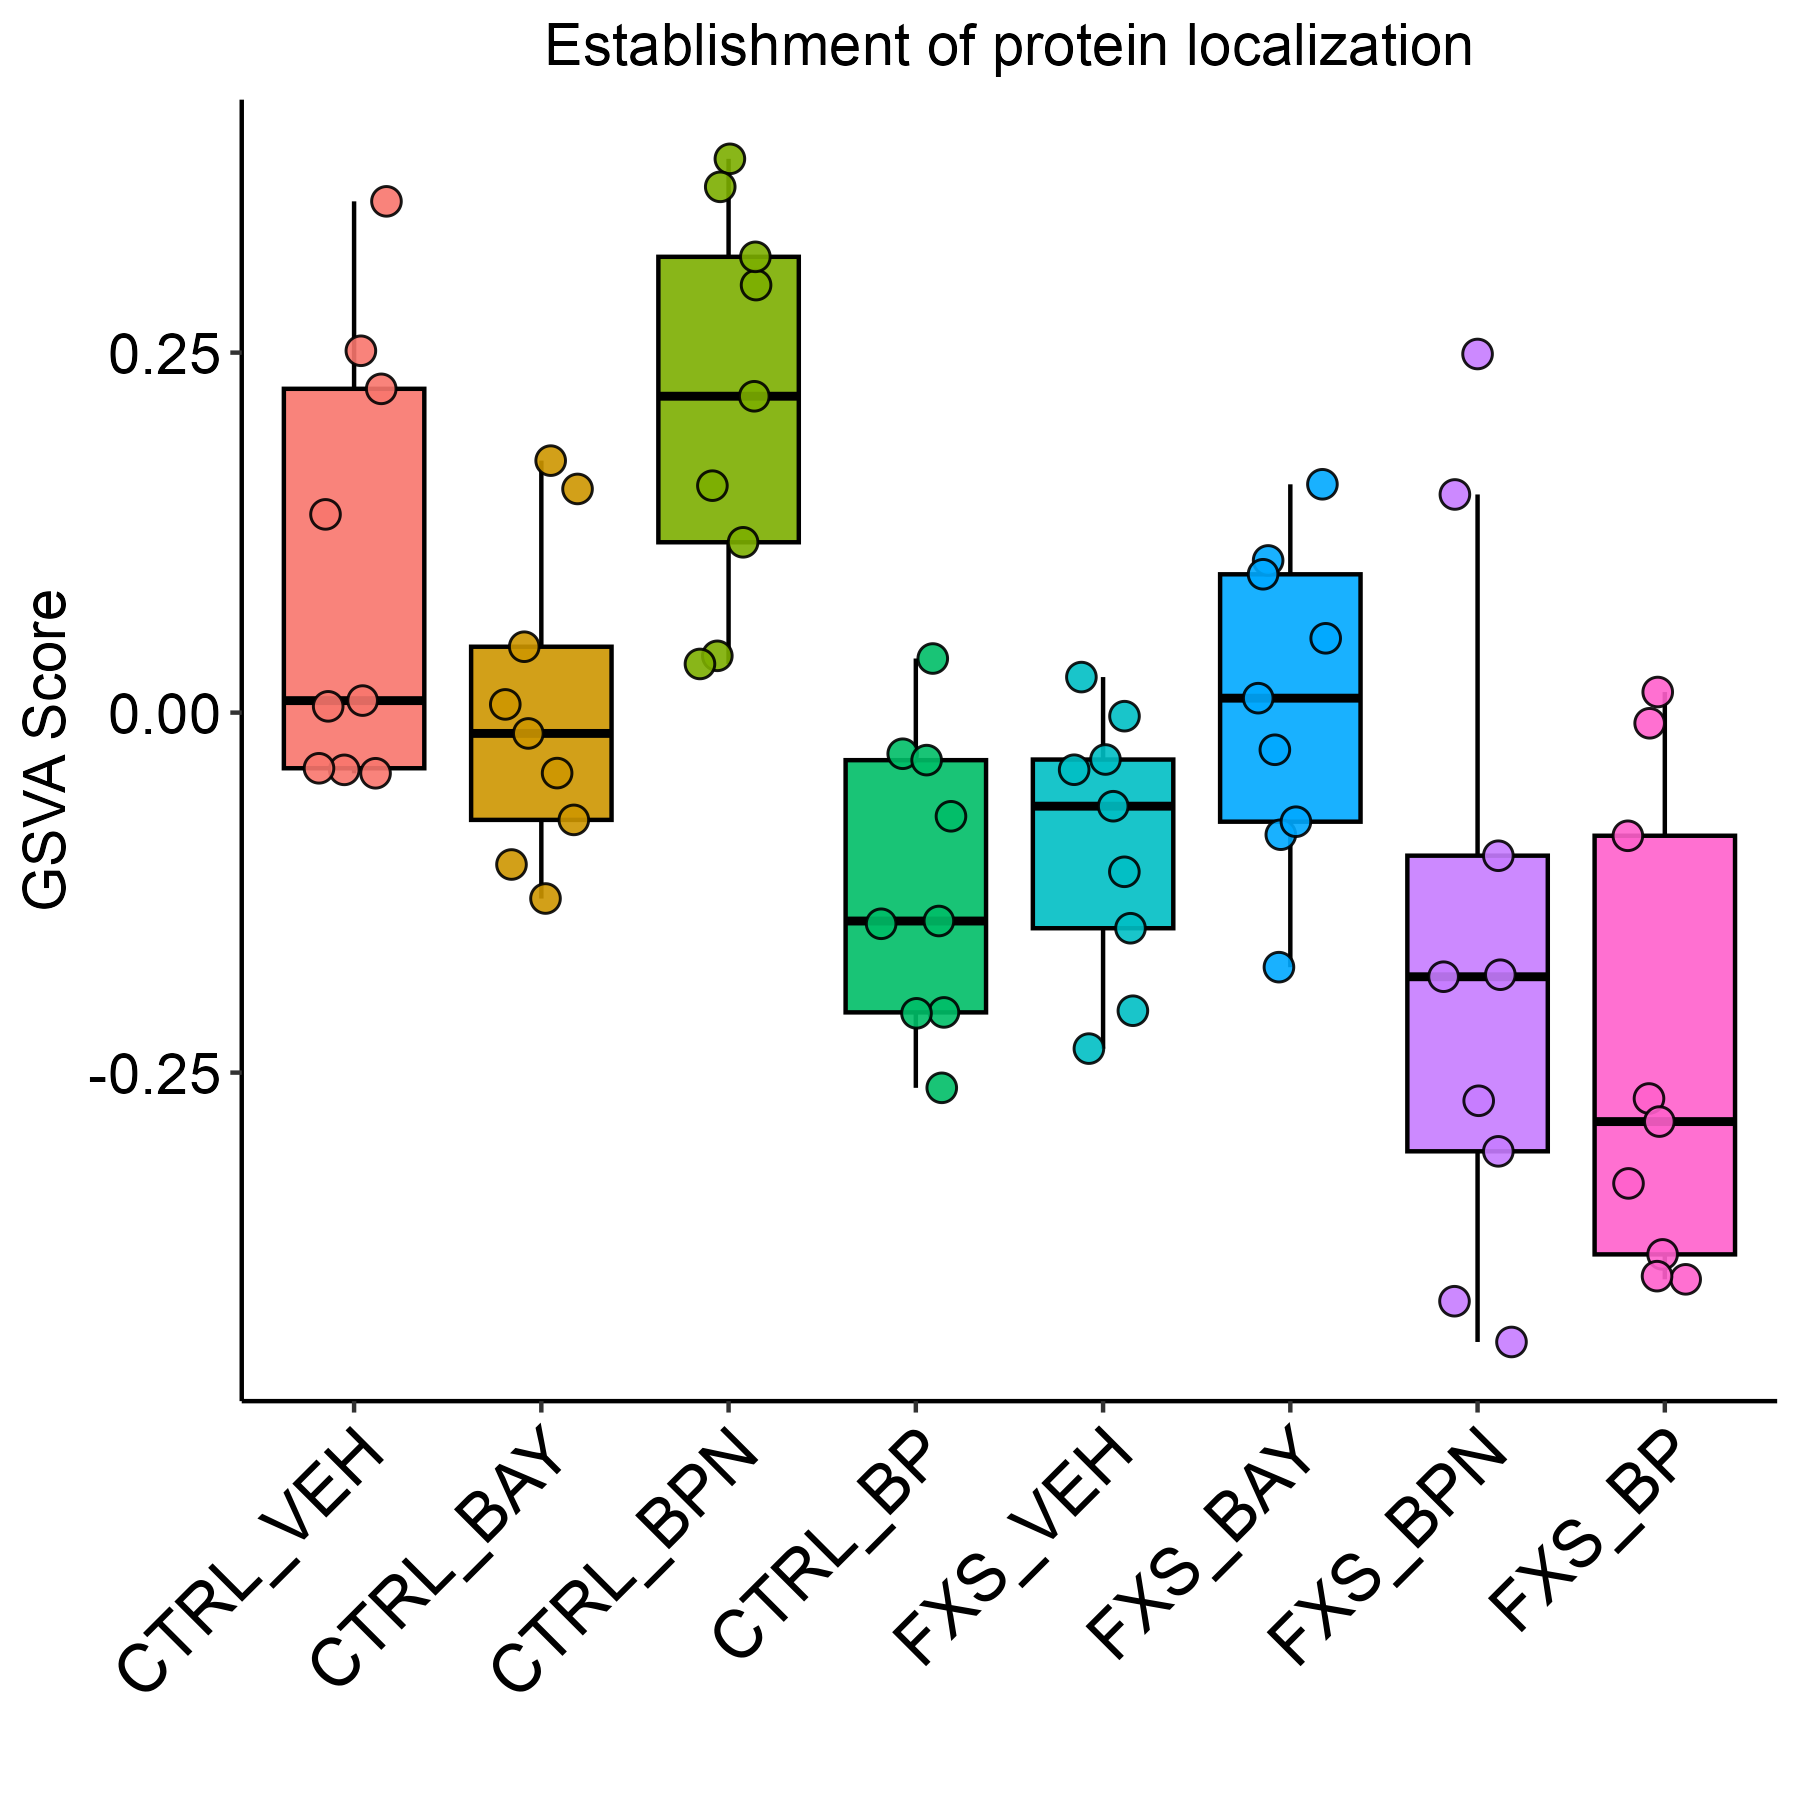 Establishment of protein localization
GSVA Score
0.25
0.00
-0.25
CTRL_VEH
CTRL_BAY
CTRL_BPN
CTRL_BP
FXS_VEH
FXS_BAY
FXS_BPN
FXS_BP